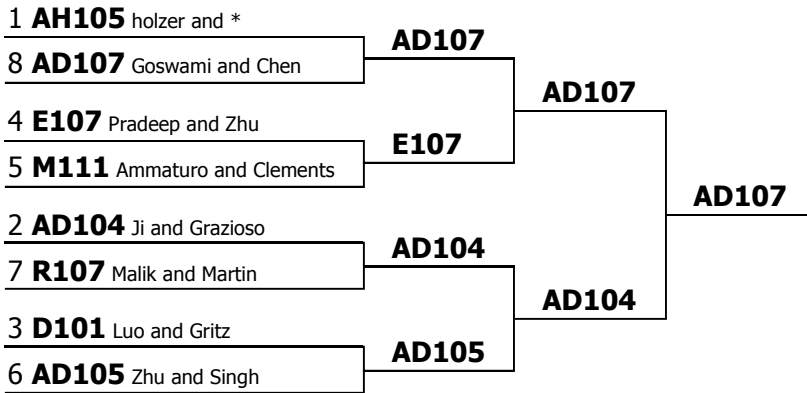 1 AH105 holzer and *
AD107
8 AD107 Goswami and Chen
AD107
4 E107 Pradeep and Zhu
E107
5 M111 Ammaturo and Clements
AD107
2 AD104 Ji and Grazioso
AD104
7 R107 Malik and Martin
AD104
3 D101 Luo and Gritz
AD105
6 AD105 Zhu and Singh